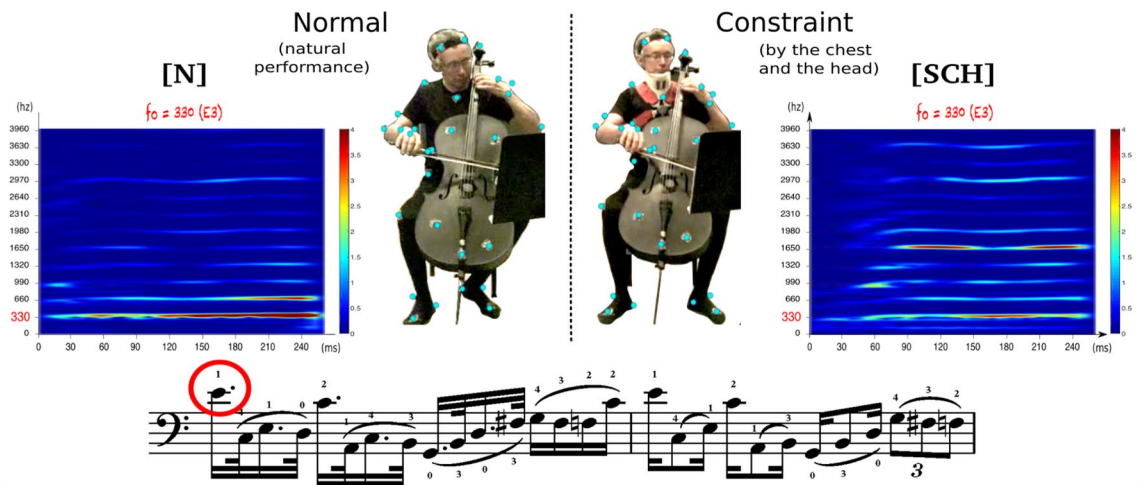 Normal
(natural
performance)
[N]
Constraint
(by the chest
and the head)
[SCH]
(hz)
fo = 330 (E3)
3960
3630
2970
2640
2310
1980
1650
1320
990
660
330
0
0 30 60 90 120 150 180 210 240 (ms)
4
3.5
3
2.5
2
1.5
1
0.5
0
(hz)
fo = 330 (E3)
3960
3630
2970
2640
2310
1980
1650
1320
990
660
330
0
0 30 60 90 120 150 180 210 240 (ms)
4
3.5
3
2.5
2
1.5
1
0.5
0
1 4 1 0 2 1 4 3 0 3 0 3 4 3 2 2 1 4 1 2 1 3 0 3 0 4 3 2
3